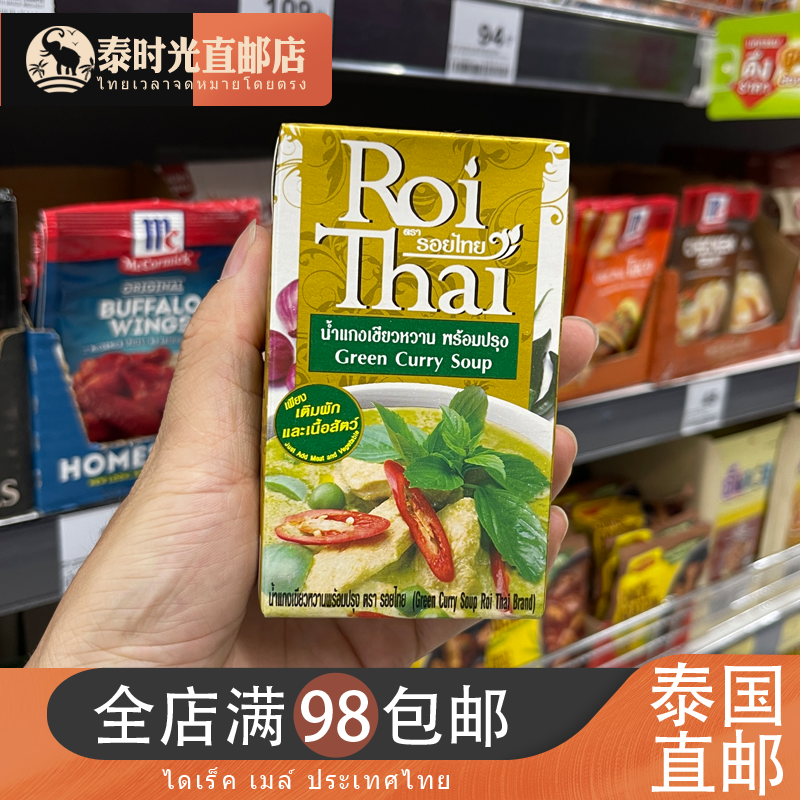 泰时光直邮店
ไทยเวลาจดหมายโดยตรง
109.-
94.-
ดึ๋ง
McCormick
ORIGINAL
BUFFALO
WINGS
HOME
Roi
ตรา รอยไทย
Thai
น้ำแกงเขียวหวาน พร้อมปรุง
Green Curry Soup
เพียง
เติมผัก
และเนื้อสัตว์
Just Add Meat and Vegetable
น้ำแกงเขียวหวานพร้อมปรุง ตรา รอยไทย (Green Curry Soup Roi Thai Brand)
全店满98包邮
ไดเร็ค เมล์ ประเทศไทย
泰国
直邮